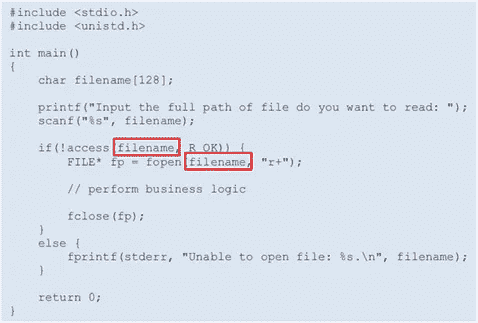 #include <stdio.h>
#include <unistd.h>
int main()
{
char filename[128];
printf("Input the full path of file do you want to read: ");
scanf("%s", filename);
if(!access(filename, R_OK)) {
FILE* fp = fopen(filename, "r+");
// perform business logic
fclose(fp);
}
else {
fprintf(stderr, "Unable to open file: %s.\n", filename);
}
return 0;
}